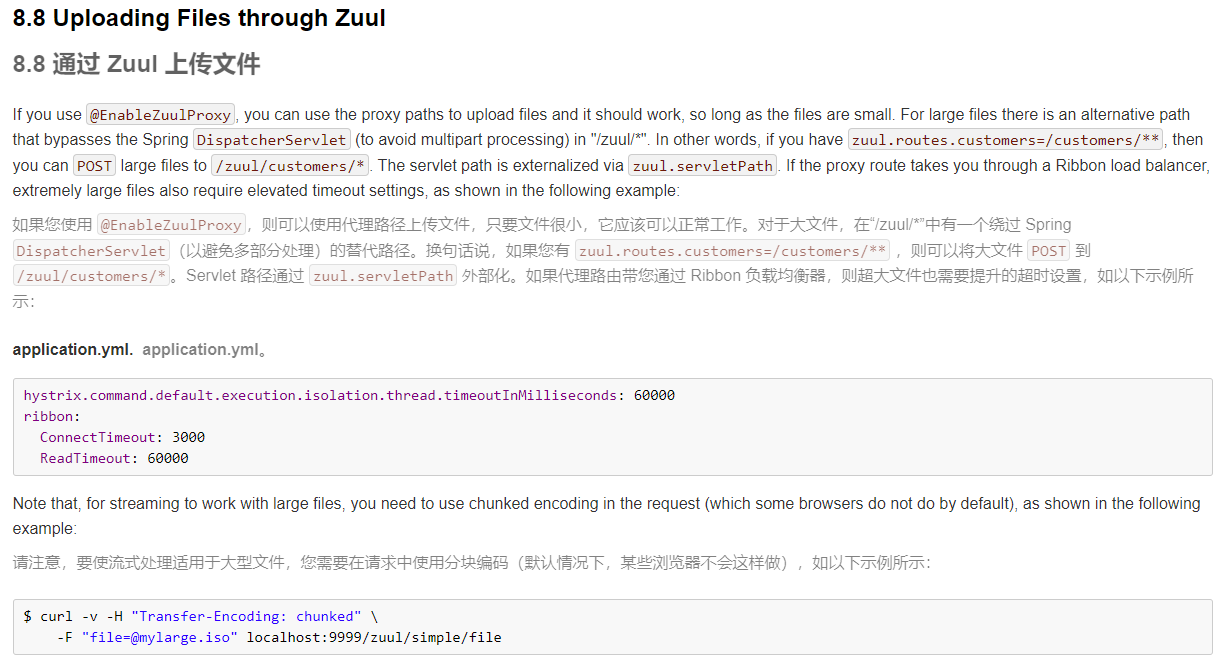 8.8 Uploading Files through Zuul
8.8 通过 Zuul 上传文件
If you use @EnableZuulProxy, you can use the proxy paths to upload files and it should work, so long as the files are small. For large files there is an alternative path
that bypasses the Spring DispatcherServlet (to avoid multipart processing) in "/zuul/*". In other words, if you have zuul.routes.customers=/customers/**, then
you can POST large files to /zuul/customers/*. The servlet path is externalized via zuul.servletPath. If the proxy route takes you through a Ribbon load balancer,
extremely large files also require elevated timeout settings, as shown in the following example:
如果您使用 @EnableZuulProxy，则可以使用代理路径上传文件，只要文件很小，它应该可以正常工作。对于大文件，在“/zuul/*”中有一个绕过 Spring
DispatcherServlet （以避免多部分处理）的替代路径。换句话说，如果您有 zuul.routes.customers=/customers/** ，则可以将大文件 POST 到
/zuul/customers/* 。Servlet 路径通过 zuul.servletPath 外部化。如果代理路由带您通过 Ribbon 负载均衡器，则超大文件也需要提升的超时设置，如以下示例所
示：
application.yml. application.yml。
hystrix.command.default.execution.isolation.thread.timeoutInMilliseconds: 60000
ribbon:
  ConnectTimeout: 3000
  ReadTimeout: 60000
Note that, for streaming to work with large files, you need to use chunked encoding in the request (which some browsers do not do by default), as shown in the following
example:
请注意，要使流式处理适用于大型文件，您需要在请求中使用分块编码（默认情况下，某些浏览器不会这样做），如以下示例所示：
$ curl -v -H "Transfer-Encoding: chunked" \
    -F "file=@mylarge.iso" localhost:9999/zuul/simple/file